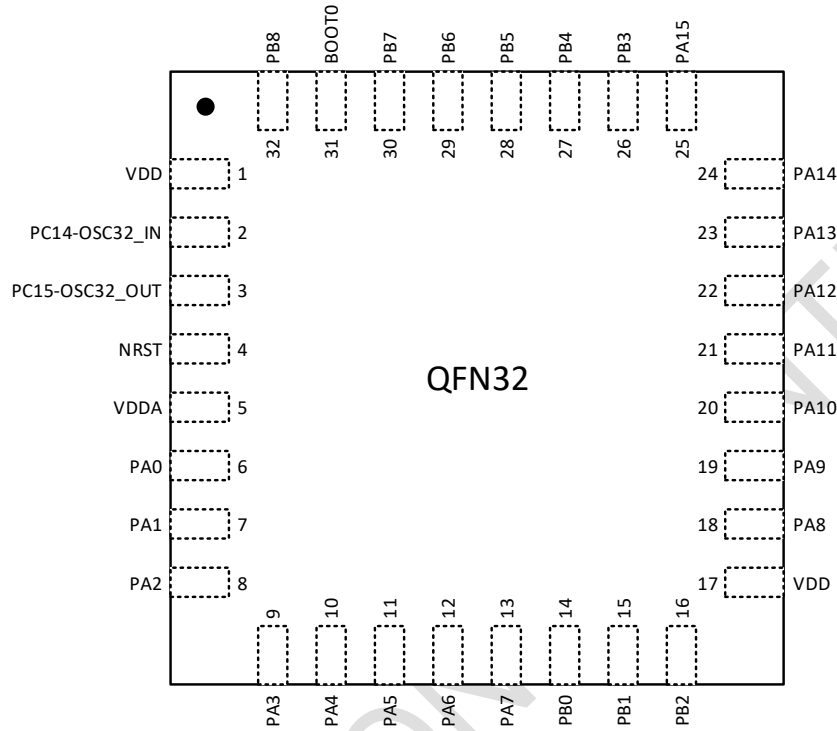 PB8
BOOT0
PB7
PB6
PB5
PB4
PB3
PA15
32
31
30
29
28
27
26
25
VDD 1
PC14-OSC32_IN 2
PC15-OSC32_OUT 3
NRST 4
VDDA 5
PA0 6
PA1 7
PA2 8
QFN32
24 PA14
23 PA13
22 PA12
21 PA11
20 PA10
19 PA9
18 PA8
17 VDD
9
10
11
12
13
14
15
16
PA3
PA4
PA5
PA6
PA7
PB0
PB1
PB2